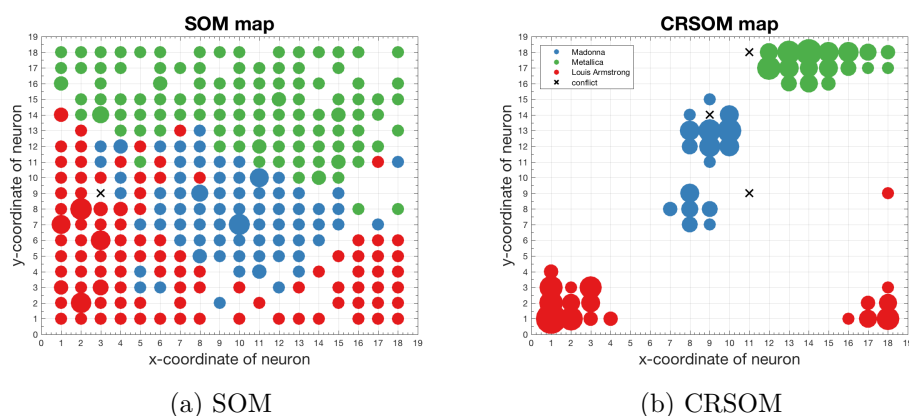 SOM map
19
18
17
16
15
14
13
12
11
10
9
8
7
6
5
4
3
2
1
0
y-coordinate of neuron
0 1 2 3 4 5 6 7 8 9 10 11 12 13 14 15 16 17 18 19
x-coordinate of neuron
(a) SOM
CRSOM map
19
18
17
16
15
14
13
12
11
10
9
8
7
6
5
4
3
2
1
0
y-coordinate of neuron
Madonna
Metallica
Louis Armstrong
conflict
0 1 2 3 4 5 6 7 8 9 10 11 12 13 14 15 16 17 18 19
x-coordinate of neuron
(b) CRSOM